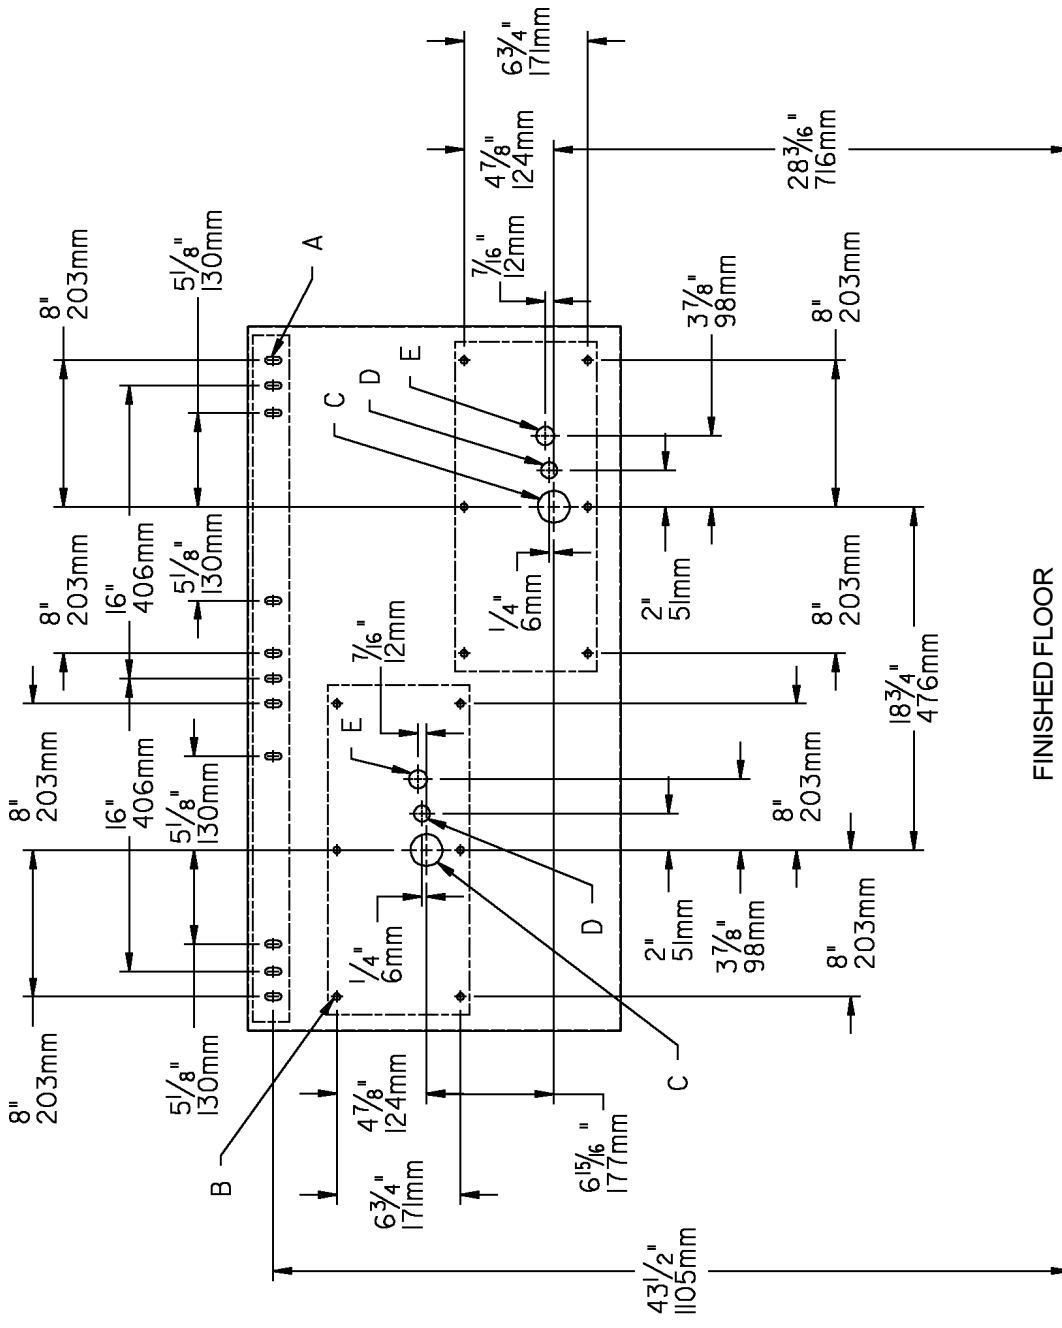 8"
203mm
8"
203mm
8"
203mm
8"
203mm
16"
406mm
16"
406mm
5 1/8"
130mm
5 1/8"
130mm
5 1/8"
130mm
5 1/8"
130mm
A
B
6 3/4"
171mm
4 7/8"
124mm
1/4"
6mm
E
7/16"
12mm
C
D
E
7/16"
12mm
4 7/8"
124mm
6 3/4"
171mm
6 15/16"
177mm
C
D
1/4"
6mm
2"
51mm
3 7/8"
98mm
2"
51mm
3 7/8"
98mm
28 3/16"
716mm
43 1/2"
1105mm
8"
203mm
8"
203mm
8"
203mm
8"
203mm
18 3/4"
476mm
FINISHED FLOOR